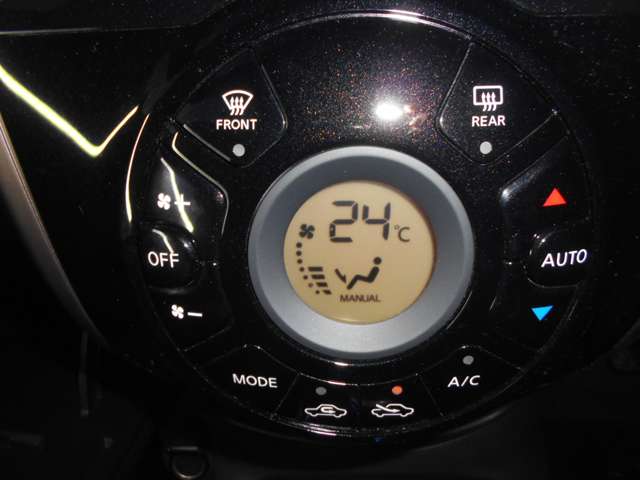 FRONT
REAR
24°C
OFF
AUTO
MANUAL
MODE
A/C